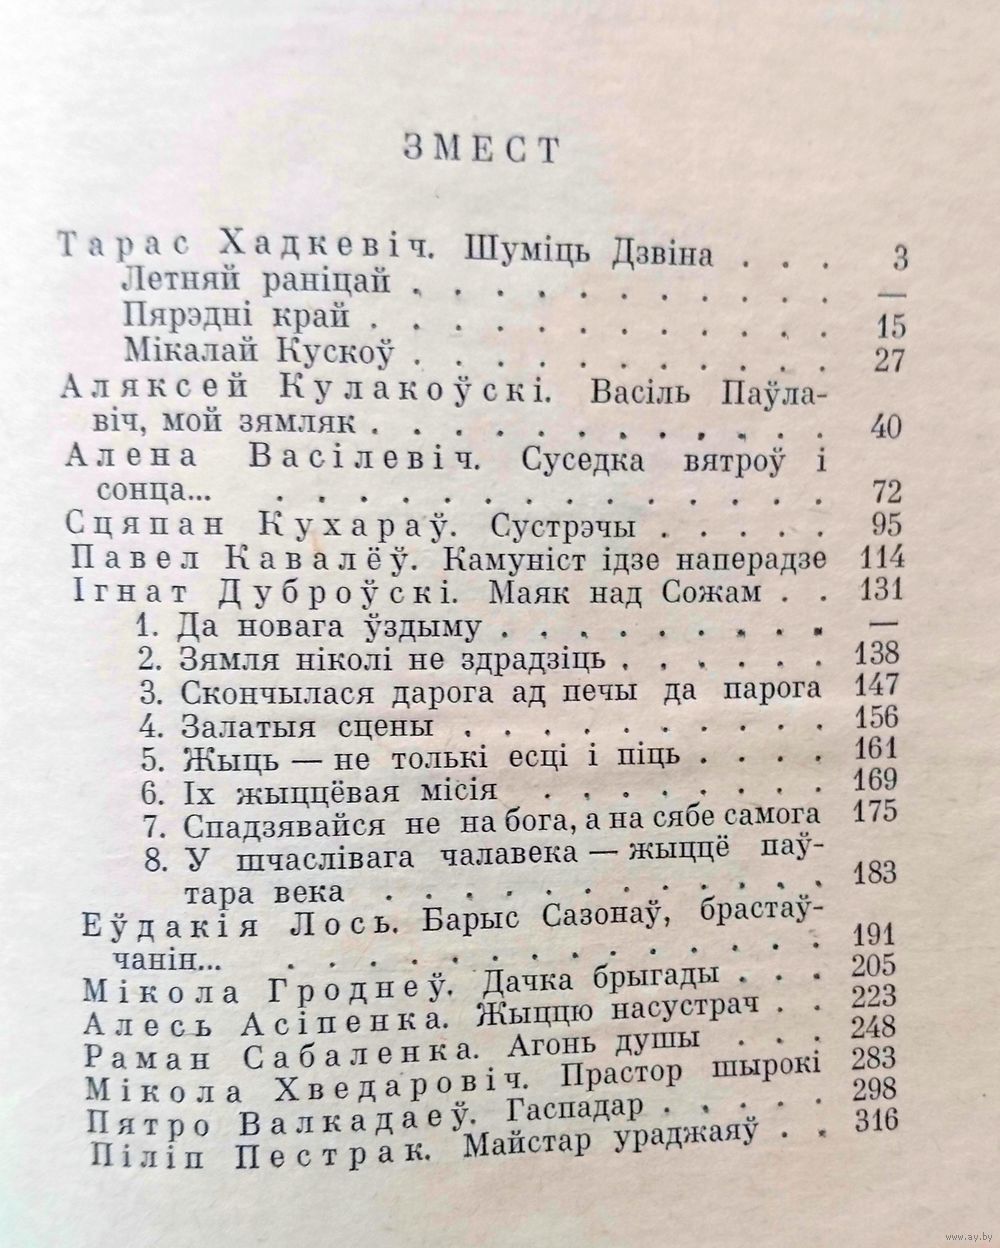 ЗМЕСТ
Тарас Хадкевіч. Шуміць Дзвіна . . . 3
Летняй раніцай . . . . . . . . . . . —
Пярэдні край . . . . . . . . . . . . 15
Мікалай Кускоў . . . . . . . . . . . 27
Аляксей Кулакоўскі. Васіль Паўла-
віч, мой зямляк . . . . . . . . . . . . 40
Алена Васілевіч. Суседка вятроў і
сонца... . . . . . . . . . . . . . . 72
Сцяпан Кухараў. Сустрэчы . . . . . 95
Павел Кавалёў. Камуніст ідзе наперадзе 114
Ігнат Дуброўскі. Маяк над Сожам . . 131
1. Да новага ўздыму . . . . . . . . . —
2. Зямля ніколі не здрадзіць . . . . . . 138
3. Скончылася дарога ад печы да парога 147
4. Залатыя сцены . . . . . . . . . . 156
5. Жыць — не толькі есці і піць . . . . 161
6. Іх жыццёвая місія . . . . . . . . 169
7. Спадзявайся не на бога, а на сябе самога 175
8. У шчаслівага чалавека — жыццё паў-
тара века . . . . . . . . . . . . 183
Еўдакія Лось. Барыс Сазонаў, брастаў-
чанін... . . . . . . . . . . . . . . 191
Мікола Гроднеў. Дачка брыгады . . . 205
Алесь Асіпенка. Жыццю насустрач . . 223
Раман Сабаленка. Агонь душы . . . 248
Мікола Хведаровіч. Прастор шырокі 283
Пятро Валкадаеў. Гаспадар . . . . . 298
Піліп Пестрак. Майстар ураджаяў . . 316
www.ay.by